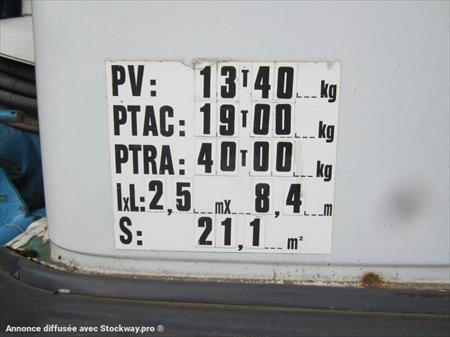 PV: 13T40 kg
PTAC: 19T00 kg
PTRA: 40T00 kg
lxL: 2,5 mx 8,4 m
S: 21,1 m²
Annonce diffusée avec Stockway.pro ®